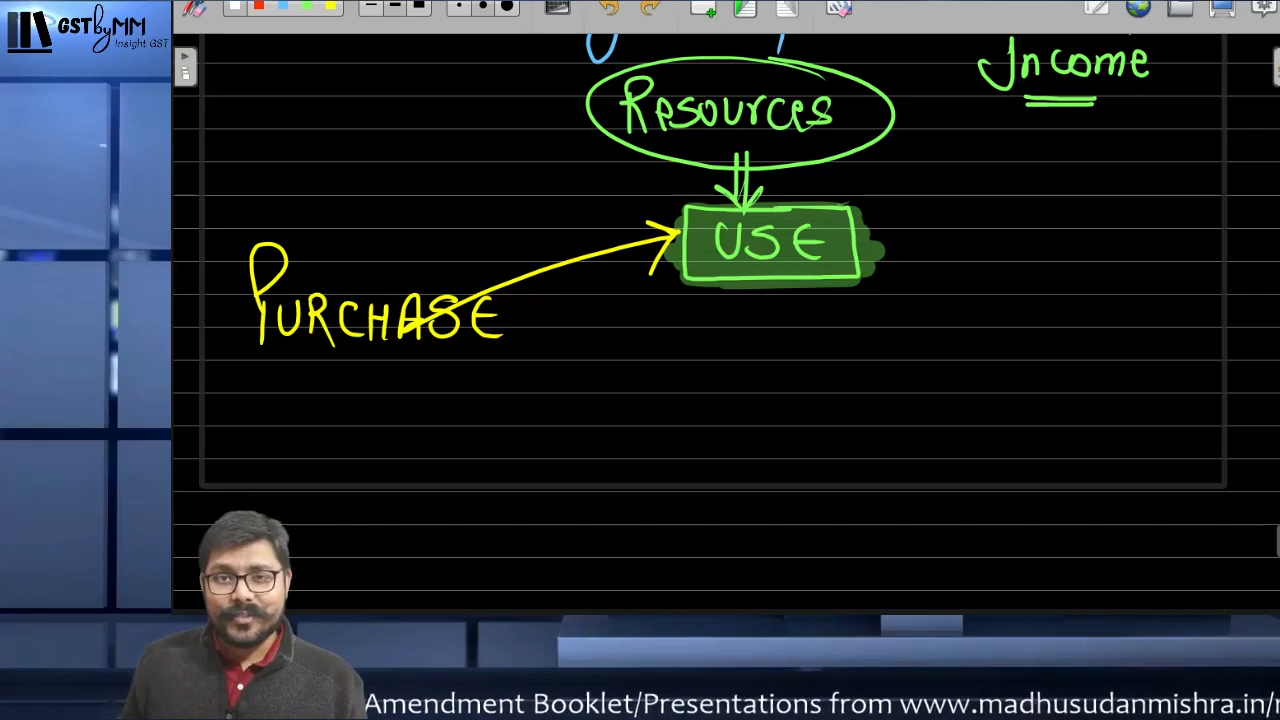 GSTbyMM
Insight GST
Income
Resources
USE
PURCHASE
Amendment Booklet/Presentations from www.madhusudanmishra.in/